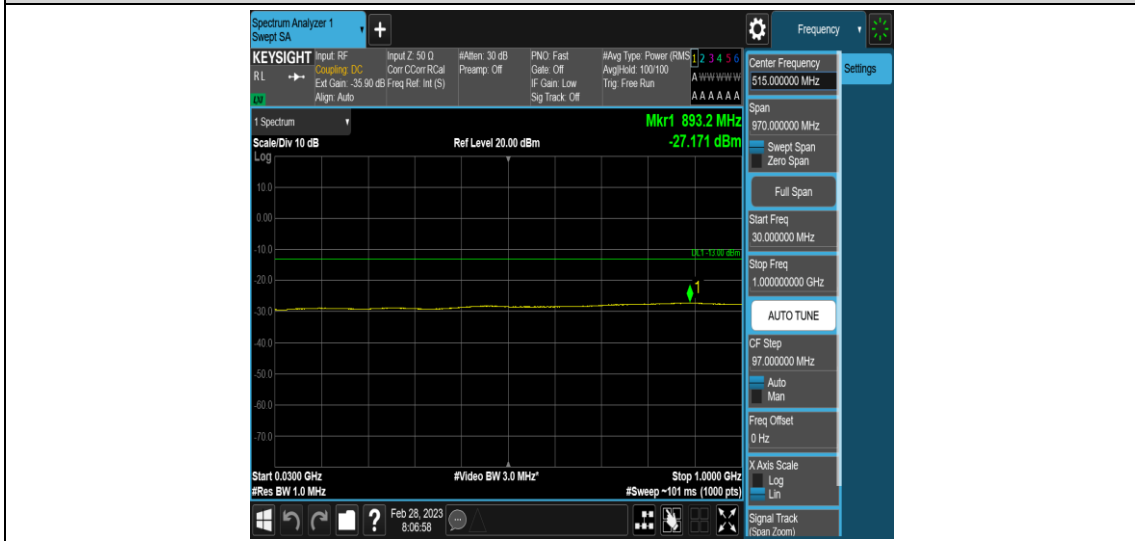 Spectrum Analyzer 1
Swept SA
Frequency
KEYSIGHT
RL
LXI
Input: RF
Coupling: DC
Ext Gain: -35.90 dB
Align: Auto
Input Z: 50 Ω
Corr CCorr RCal
Freq Ref: Int (S)
#Atten: 30 dB
Preamp: Off
PNO: Fast
Gate: Off
IF Gain: Low
Sig Track: Off
#Avg Type: Power (RMS
Avg|Hold: 100/100
Trig: Free Run
1 2 3 4 5 6
A W W W W W
A A A A A A
1 Spectrum
Mkr1 893.2 MHz
Scale/Div 10 dB
Ref Level 20.00 dBm
-27.171 dBm
Log
10.0
0.00
-10.0
DL1 -13.00 dBm
-20.0
1
-30.0
-40.0
-50.0
-60.0
-70.0
Start 0.0300 GHz
#Video BW 3.0 MHz*
Stop 1.0000 GHz
#Res BW 1.0 MHz
#Sweep ~101 ms (1000 pts)
Center Frequency
515.000000 MHz
Settings
Span
970.000000 MHz
Swept Span
Zero Span
Full Span
Start Freq
30.000000 MHz
Stop Freq
1.000000000 GHz
AUTO TUNE
CF Step
97.000000 MHz
Auto
Man
Freq Offset
0 Hz
X Axis Scale
Log
Lin
Signal Track
(Span Zoom)
?
Feb 28, 2023
8:06:58